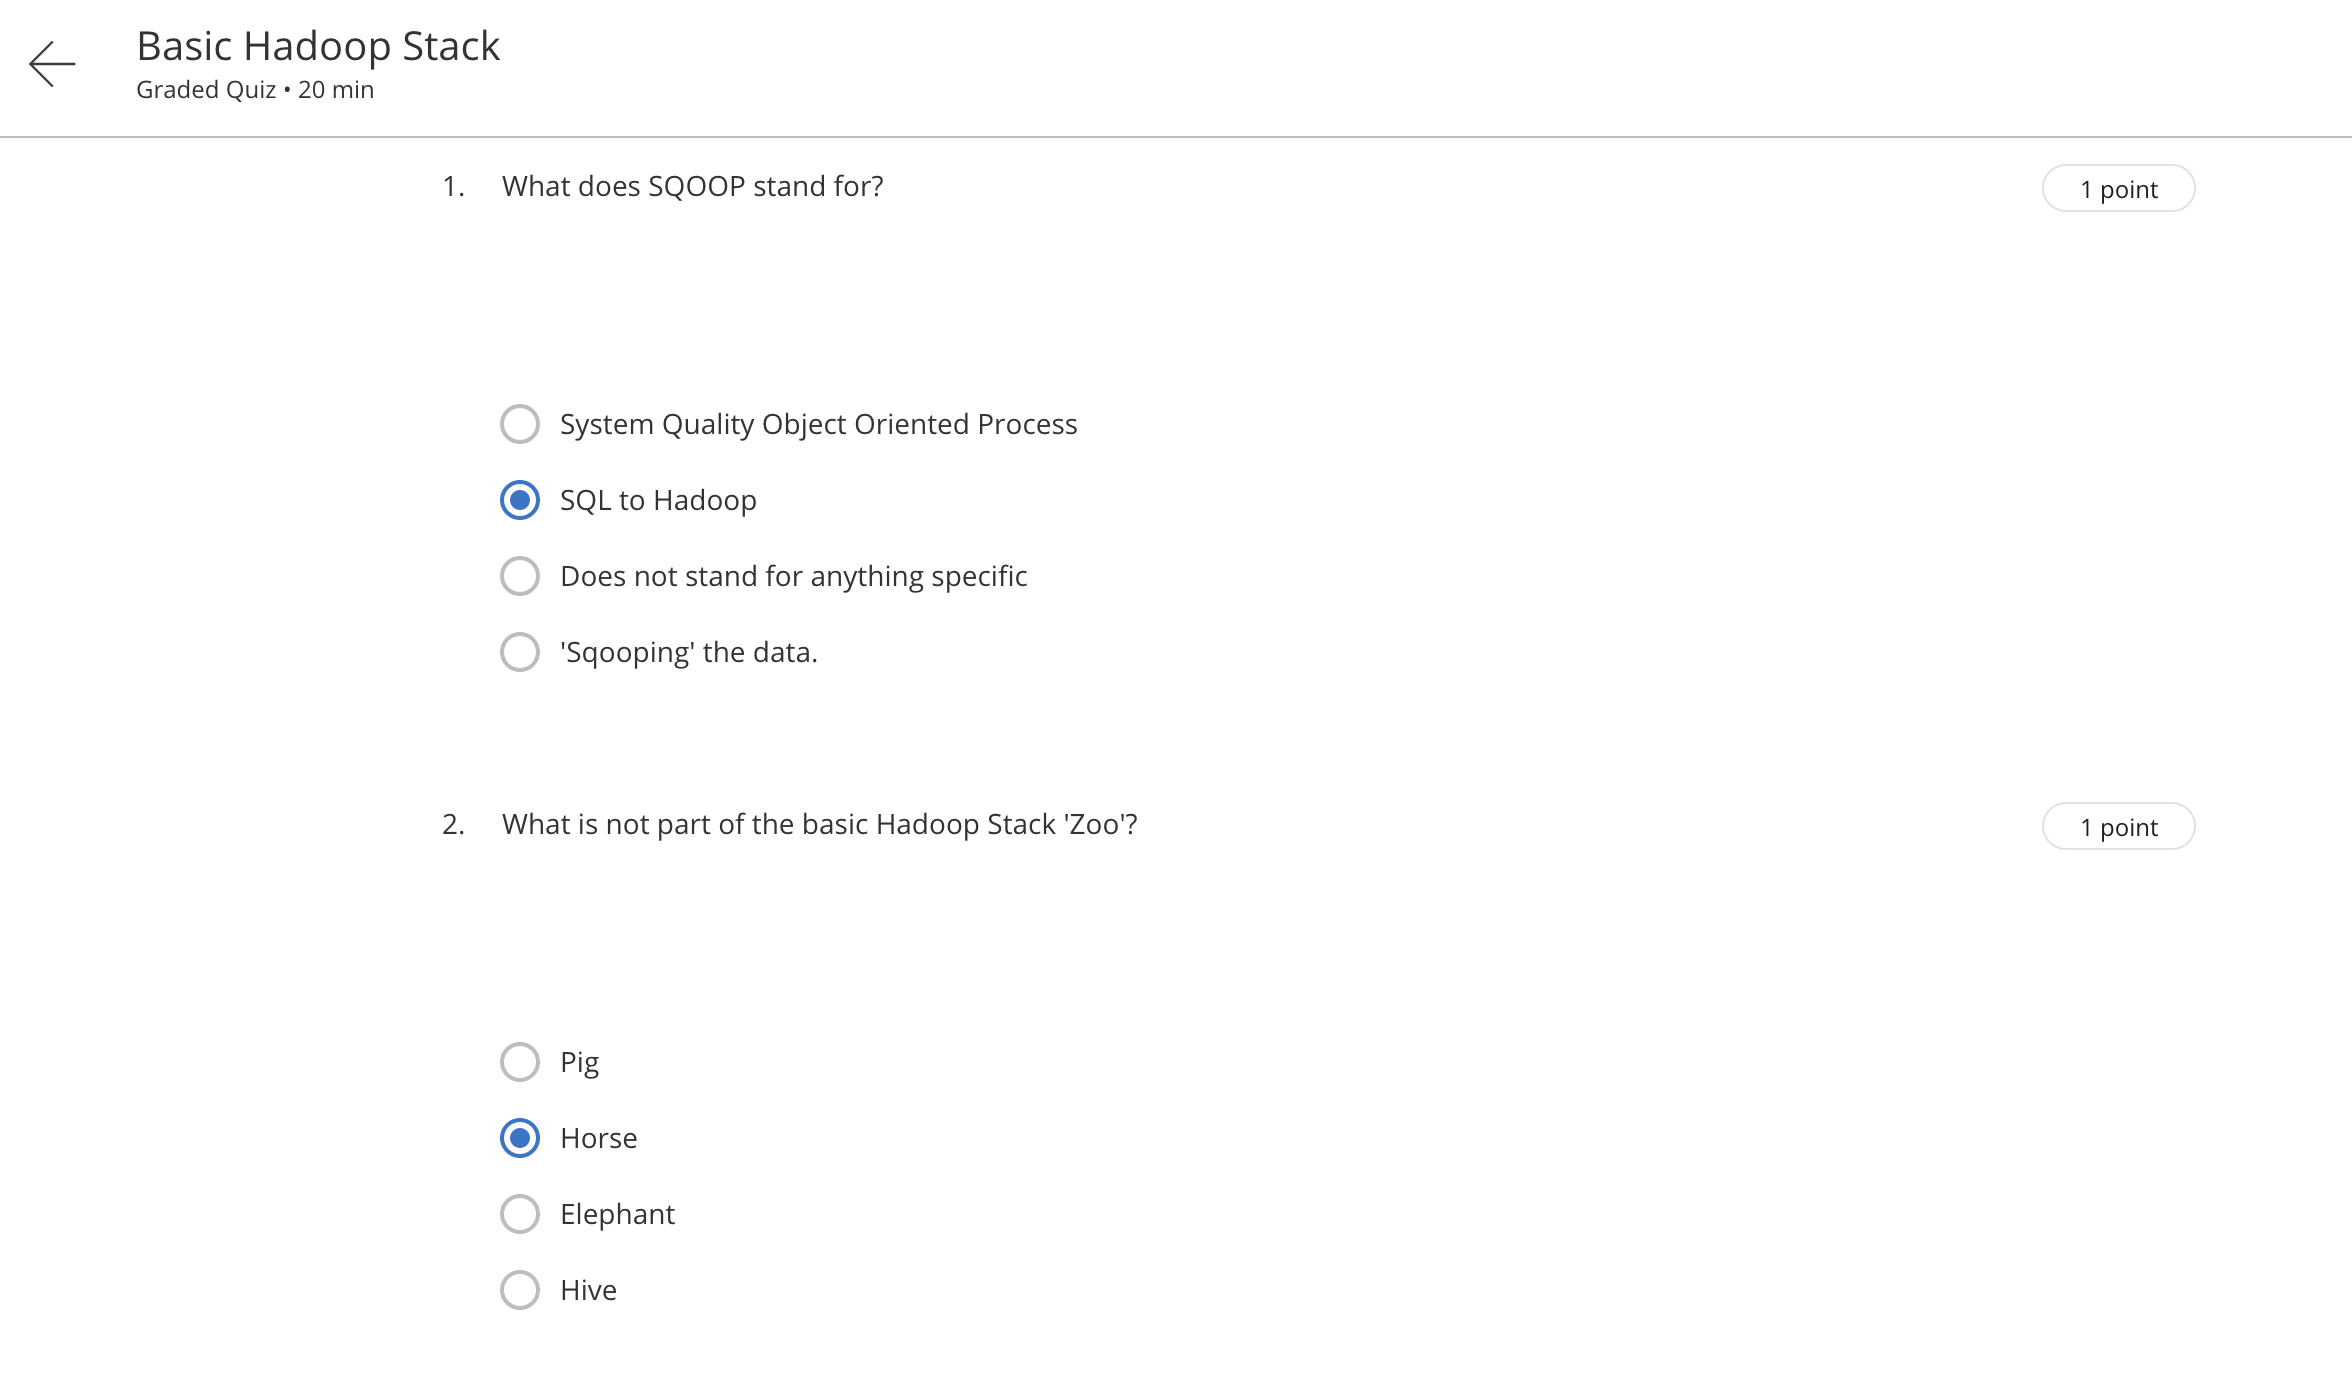 Basic Hadoop Stack
Graded Quiz • 20 min
1. What does SQOOP stand for?
1 point
System Quality Object Oriented Process
SQL to Hadoop
Does not stand for anything specific
'Sqooping' the data.
2. What is not part of the basic Hadoop Stack 'Zoo'?
1 point
Pig
Horse
Elephant
Hive